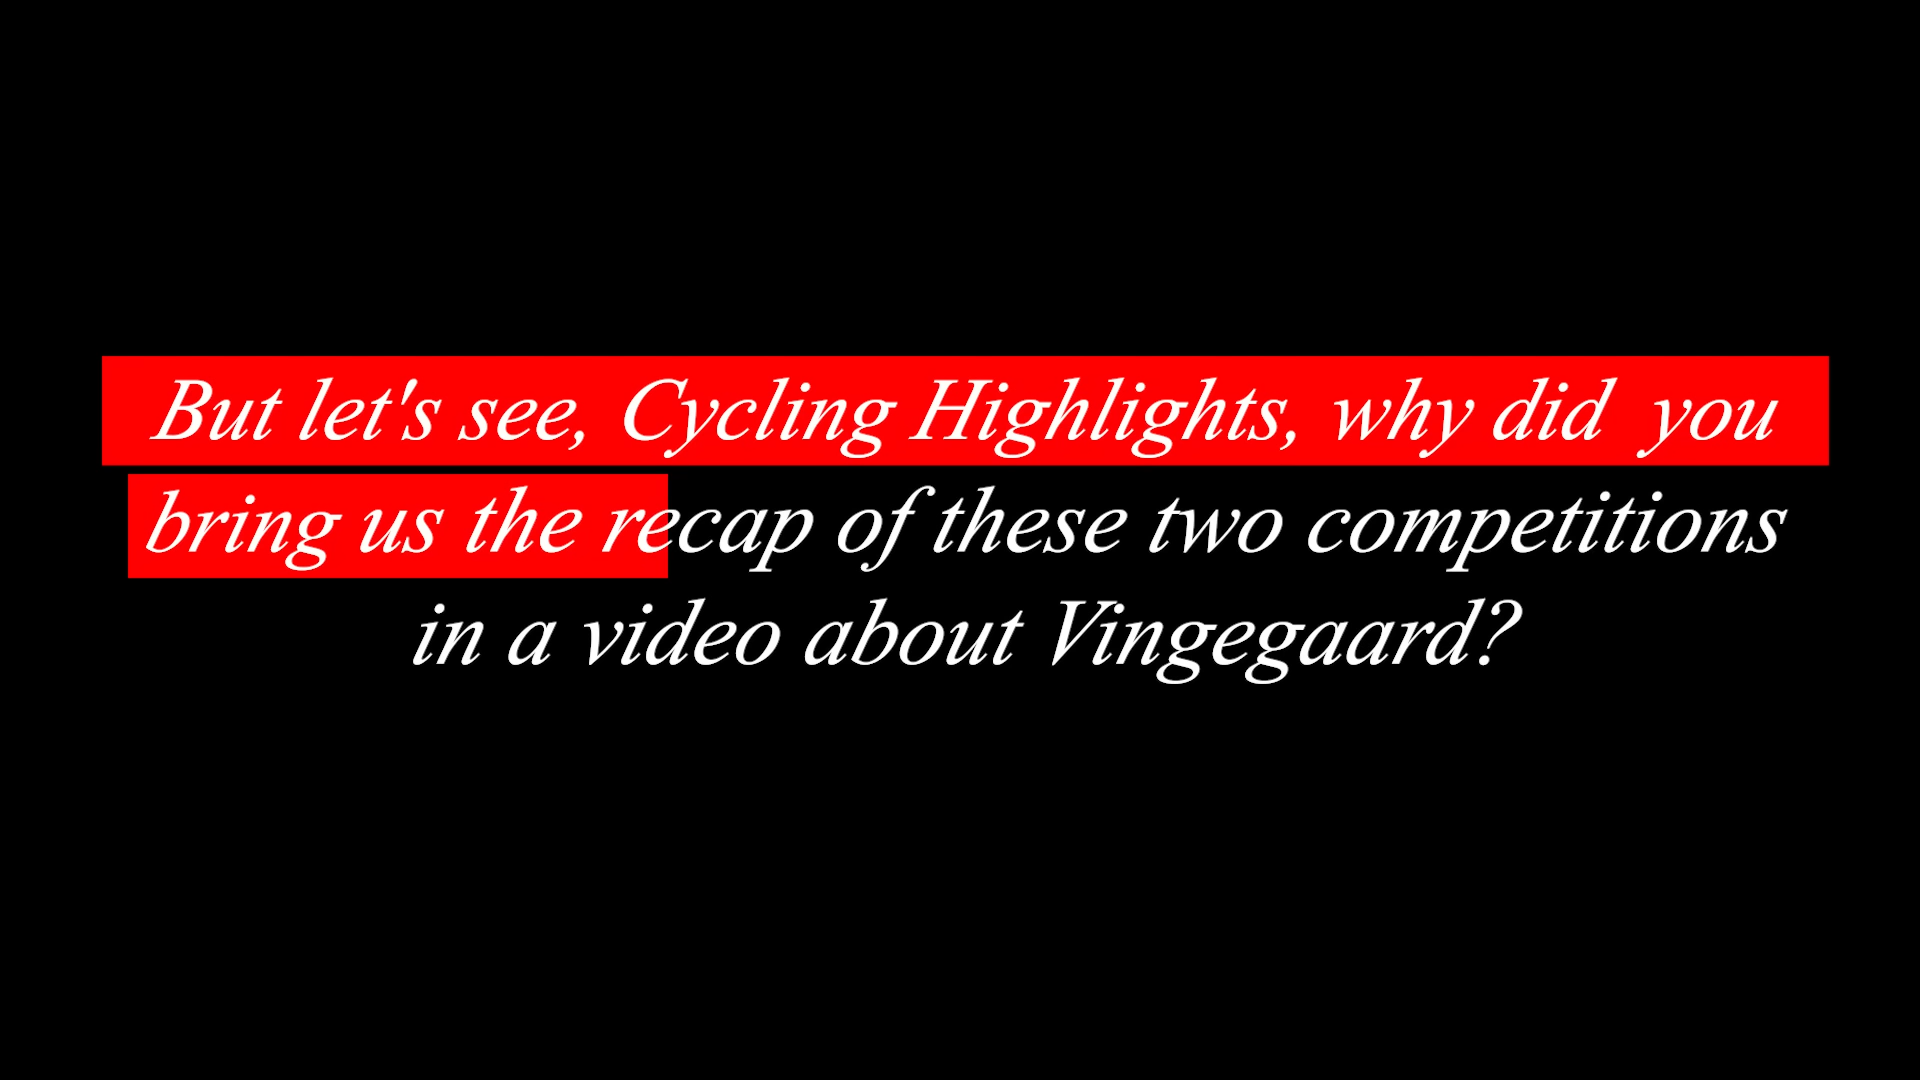 But let's see, Cycling Highlights, why did  you
bring us the recap of these two competitions
in a video about Vingegaard?